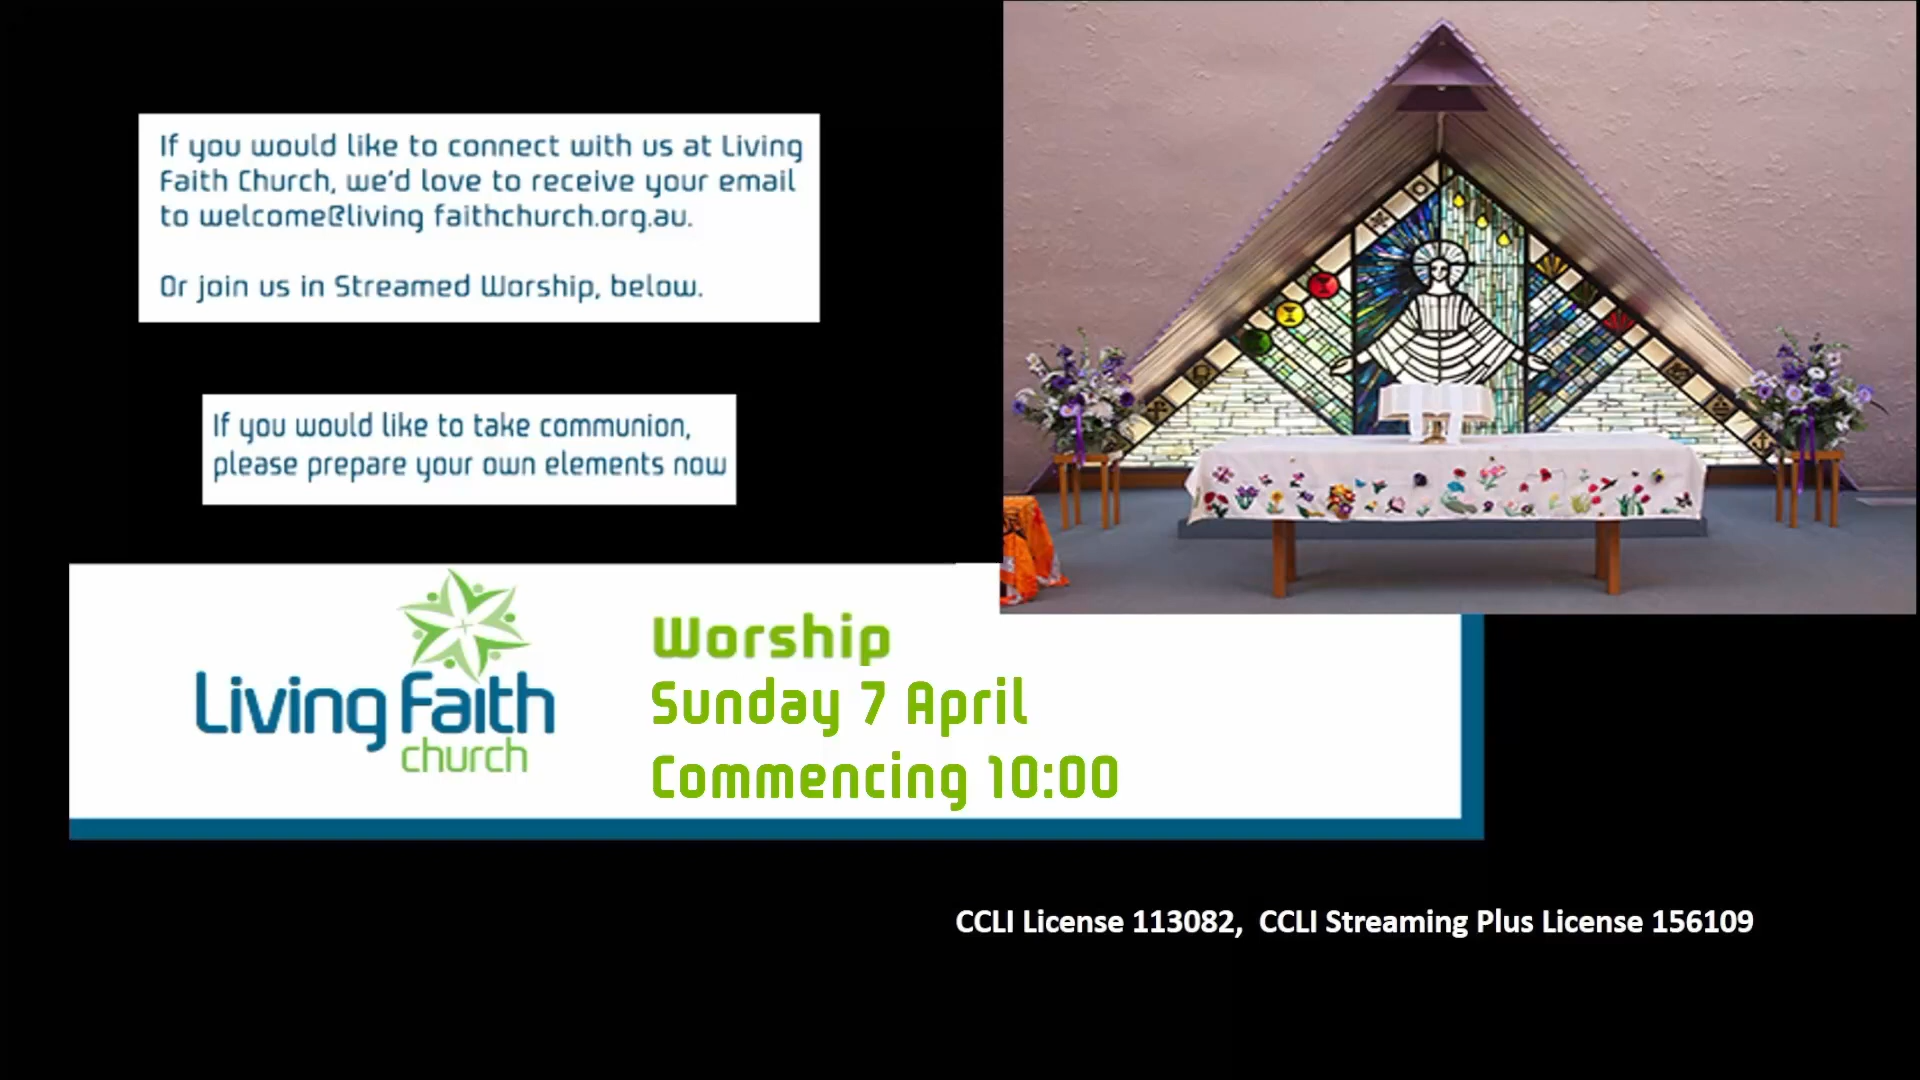 If you would like to connect with us at Living
Faith Church, we'd love to receive your email
to welcome@living faithchurch.org.au.
Or join us in Streamed Worship, below.
If you would like to take communion,
please prepare your own elements now
Living Faith
church
Worship
Sunday 7 April
Commencing 10:00
CCLI License 113082, CCLI Streaming Plus License 156109